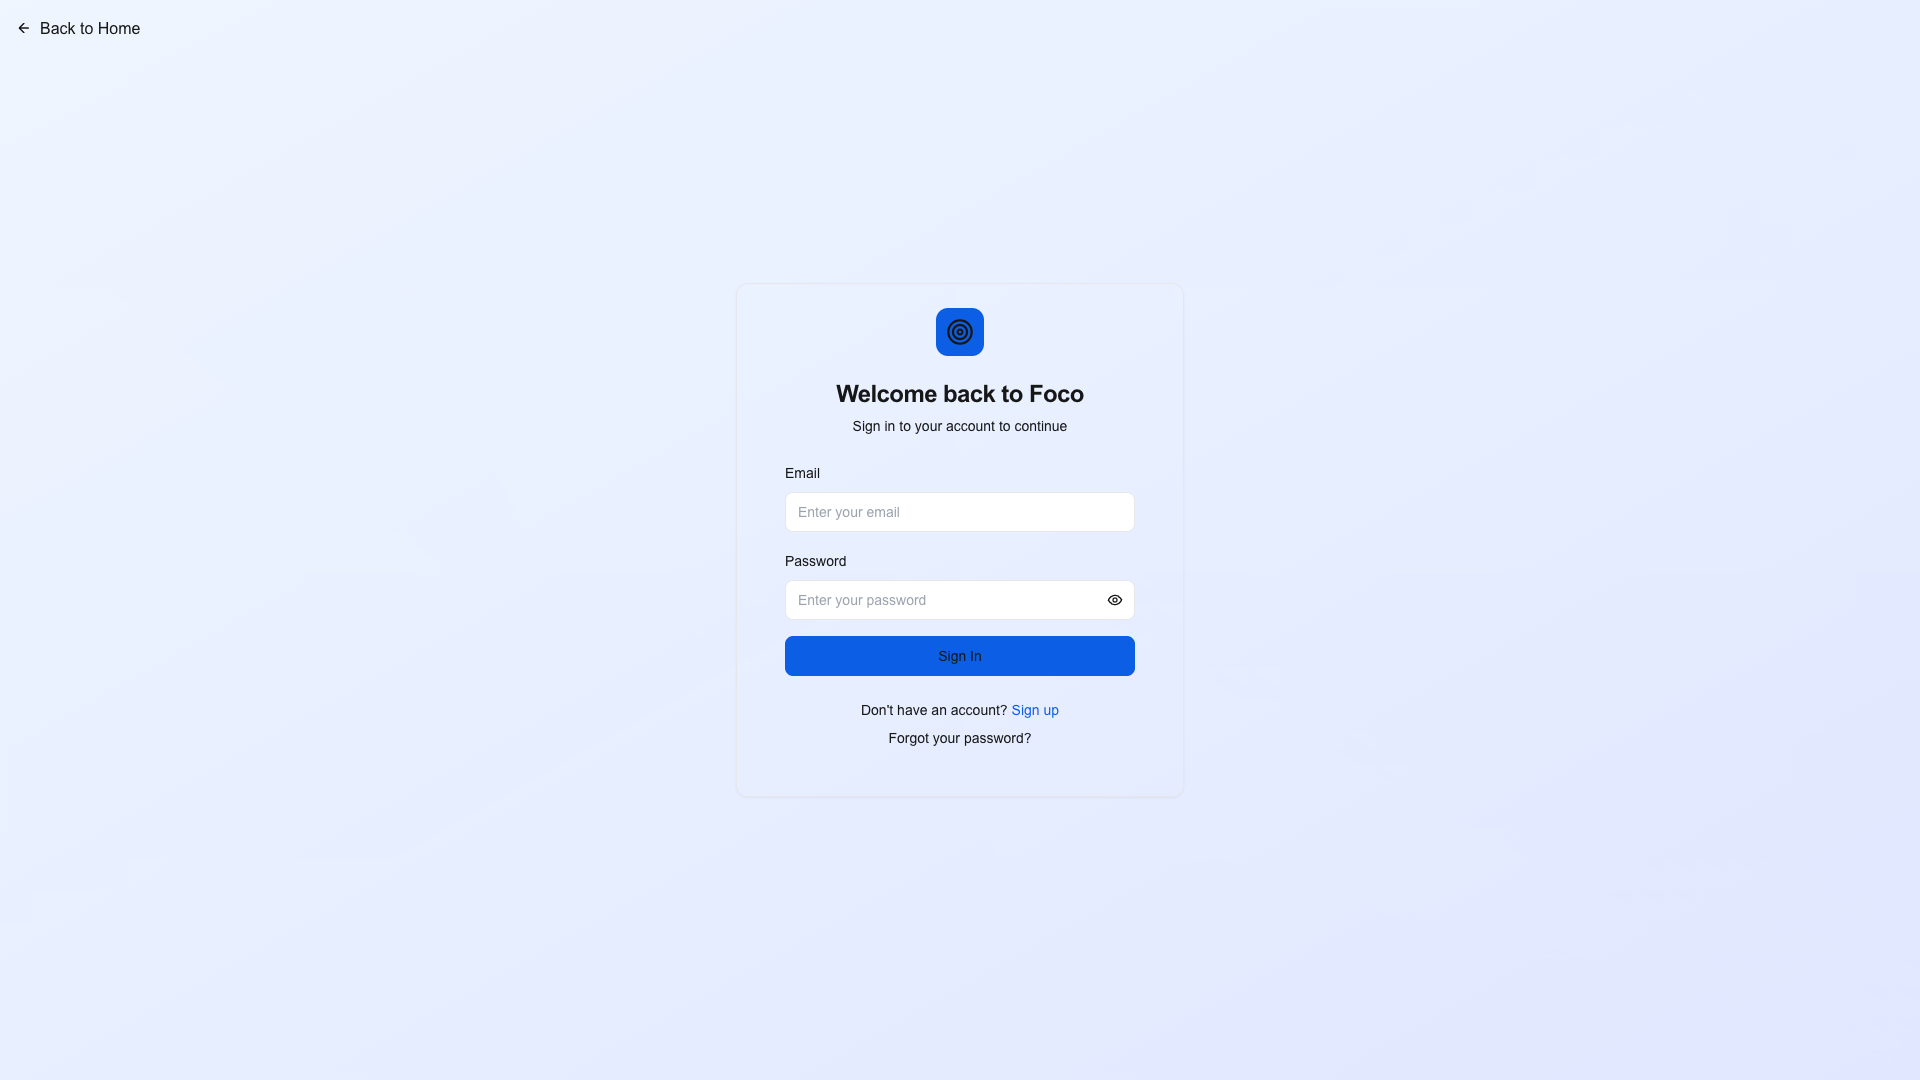 Back to Home
Welcome back to Foco
Sign in to your account to continue
Email
Enter your email
Password
Enter your password
Sign In
Don't have an account? Sign up
Forgot your password?